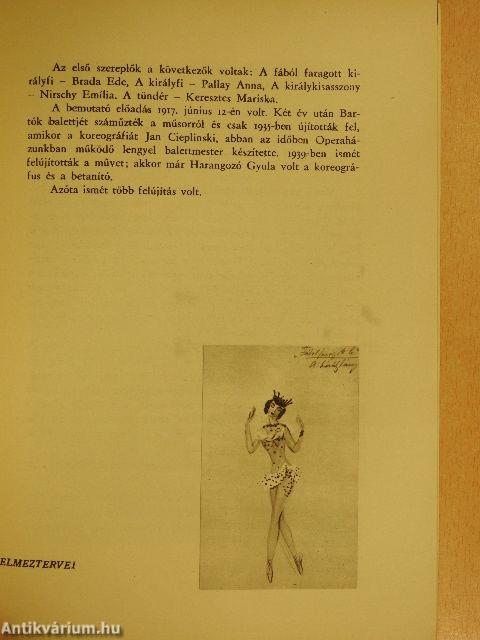 Az első szereplők a következők voltak: A fából faragott ki-
rályfi – Brada Ede, A királyfi – Pallay Anna, A királykisasszony
– Nirschy Emília. A tündér – Keresztes Mariska.
A bemutató előadás 1917. június 12-én volt. Két év után Bar-
tók balettjét száműzték a műsorról és csak 1935-ben újították fel,
amikor a koreográfiát Jan Cieplinski, abban az időben Operahá-
zunkban működő lengyel balettmester készítette. 1939-ben ismét
felújították a művet; akkor már Harangozó Gyula volt a koreográ-
fus és a betanító.
Azóta ismét több felújítás volt.
A
ELMEZTERVEI
Antikvárium.hu